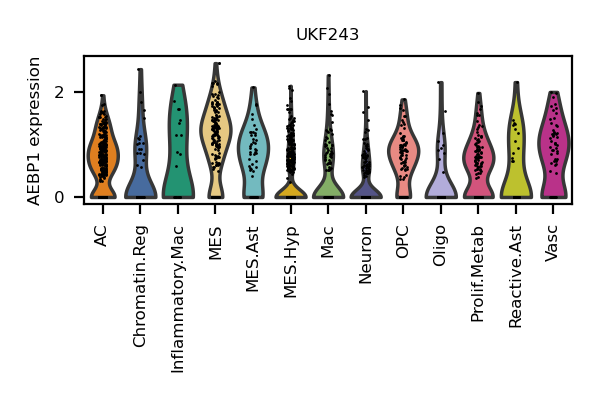 UKF243
AEBP1 expression
2
0
AC
Chromatin.Reg
Inflammatory.Mac
MES
MES.Ast
MES.Hyp
Mac
Neuron
OPC
Oligo
Prolif.Metab
Reactive.Ast
Vasc